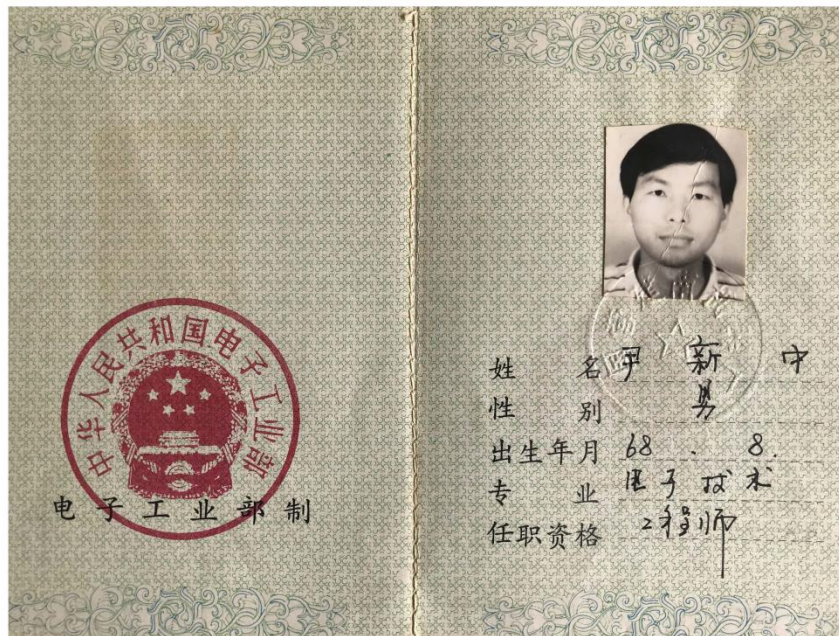 中华人民共和国电子工业部
电子工业部制
姓名 尹新中
性别 男
出生年月 68.8.
专业 电子技术
任职资格 工程师